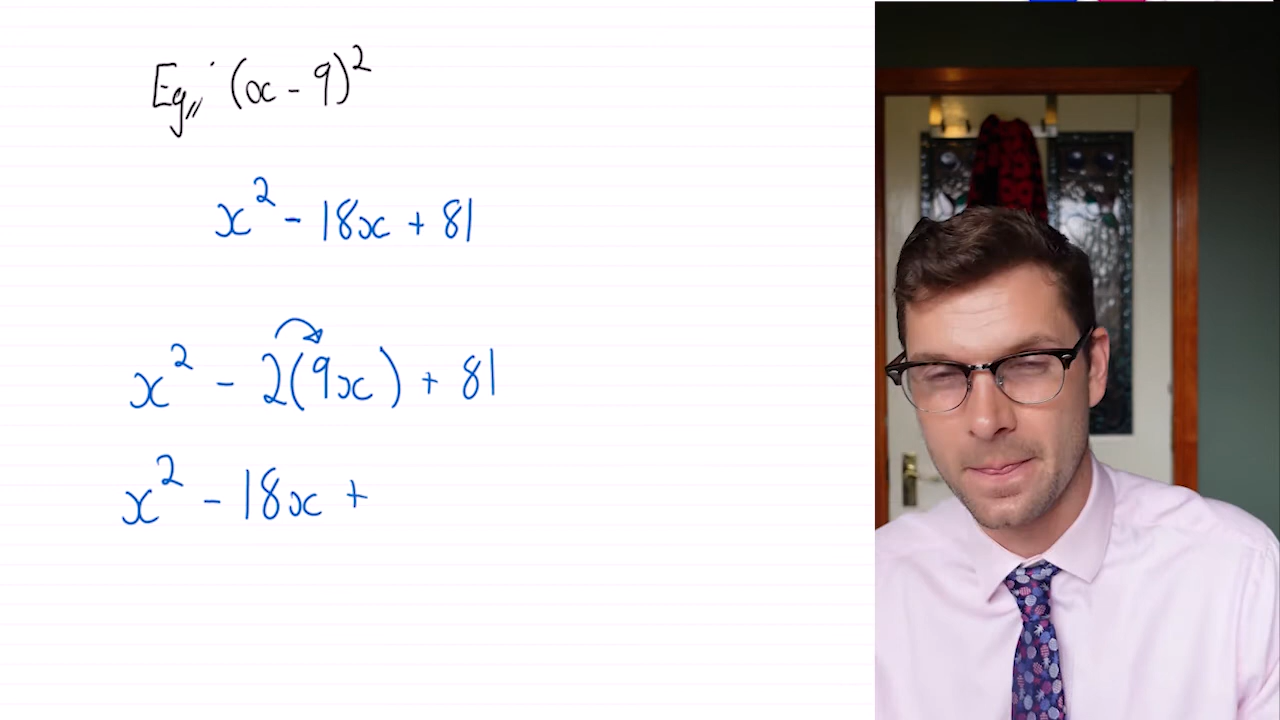 Eg,, (x - 9)²
x² - 18x + 81
x² - 2(9x) + 81
x² - 18x +